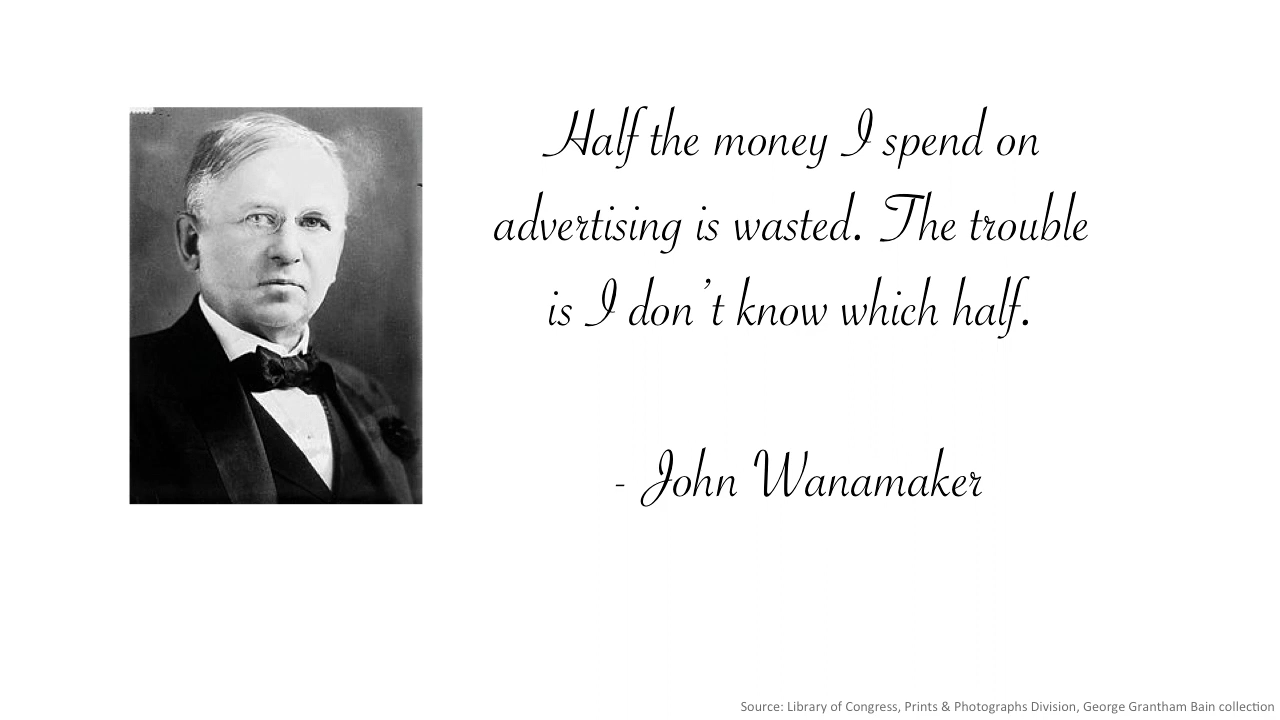 Half the money I spend on
advertising is wasted. The trouble
is I don't know which half.
- John Wanamaker
Source: Library of Congress, Prints & Photographs Division, George Grantham Bain collection